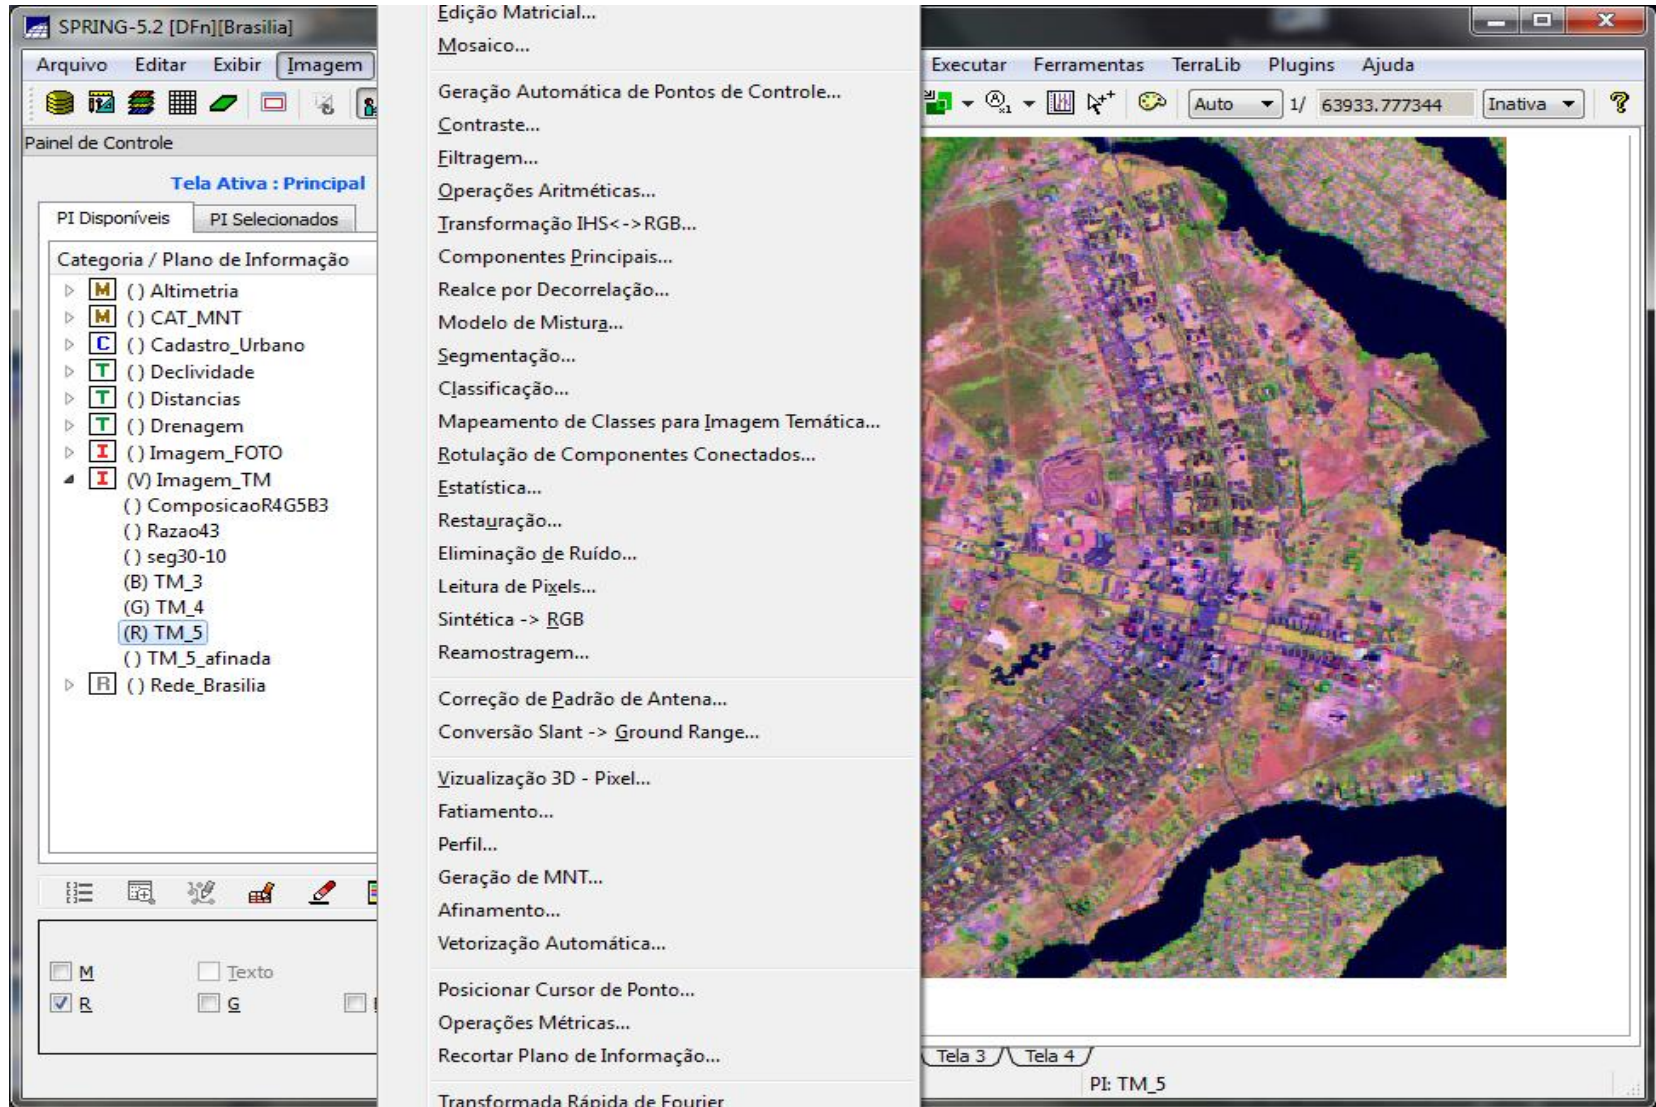 SPRING-5.2 [DFn][Brasilia]
Arquivo Editar Exibir Imagem
Executar Ferramentas TerraLib Plugins Ajuda
Auto 1/ 63933.777344 Inativa
Painel de Controle
Tela Ativa : Principal
PI Disponíveis PI Selecionados
Categoria / Plano de Informação
M () Altimetria
M () CAT_MNT
C () Cadastro_Urbano
T () Declividade
T () Distancias
T () Drenagem
I () Imagem_FOTO
I (V) Imagem_TM
() ComposicaoR4G5B3
() Razao43
() seg30-10
(B) TM_3
(G) TM_4
(R) TM_5
() TM_5_afinada
R () Rede_Brasilia
M Texto
R G
Edição Matricial...
Mosaico...
Geração Automática de Pontos de Controle...
Contraste...
Filtragem...
Operações Aritméticas...
Transformação IHS<->RGB...
Componentes Principais...
Realce por Decorrelação...
Modelo de Mistura...
Segmentação...
Classificação...
Mapeamento de Classes para Imagem Temática...
Rotulação de Componentes Conectados...
Estatística...
Restauração...
Eliminação de Ruído...
Leitura de Pixels...
Sintética -> RGB
Reamostragem...
Correção de Padrão de Antena...
Conversão Slant -> Ground Range...
Vizualização 3D - Pixel...
Fatiamento...
Perfil...
Geração de MNT...
Afinamento...
Vetorização Automática...
Posicionar Cursor de Ponto...
Operações Métricas...
Recortar Plano de Informação...
Transformada Rápida de Fourier
Tela 3 Tela 4
PI: TM_5